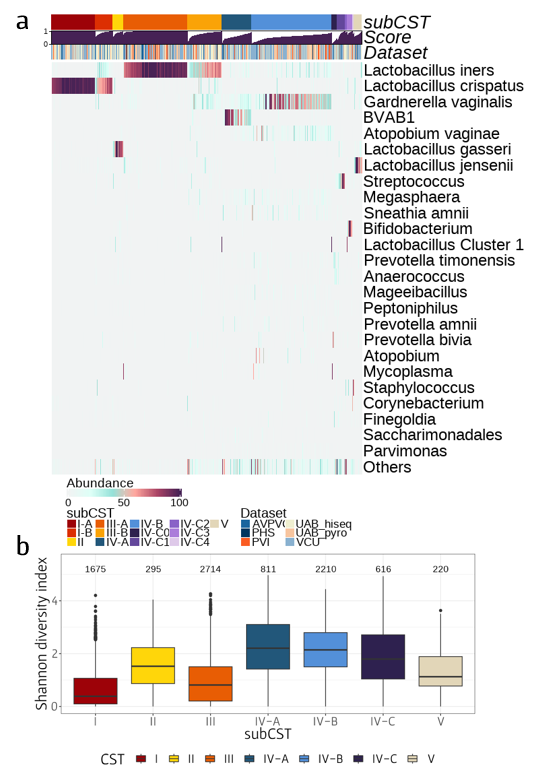 a
subCST
1
Score
0
Dataset
Lactobacillus iners
Lactobacillus crispatus
Gardnerella vaginalis
BVAB1
Atopobium vaginae
Lactobacillus gasseri
Lactobacillus jensenii
Streptococcus
Megasphaera
Sneathia amnii
Bifidobacterium
Lactobacillus Cluster 1
Prevotella timonensis
Anaerococcus
Mageeibacillus
Peptoniphilus
Prevotella amnii
Prevotella bivia
Atopobium
Mycoplasma
Staphylococcus
Corynebacterium
Finegoldia
Saccharimonadales
Parvimonas
Others
Abundance
0 50 100
subCST Dataset
I-A III-A IV-B IV-C2 V AVPVC UAB_hiseq
I-B III-B IV-C0 IV-C3 PHS UAB_pyro
II IV-A IV-C1 IV-C4 PVI VCU
b
1675 295 2714 811 2210 616 220
Shannon diversity index
4
2
0
I II III IV-A IV-B IV-C V
subCST
CST I II III IV-A IV-B IV-C V